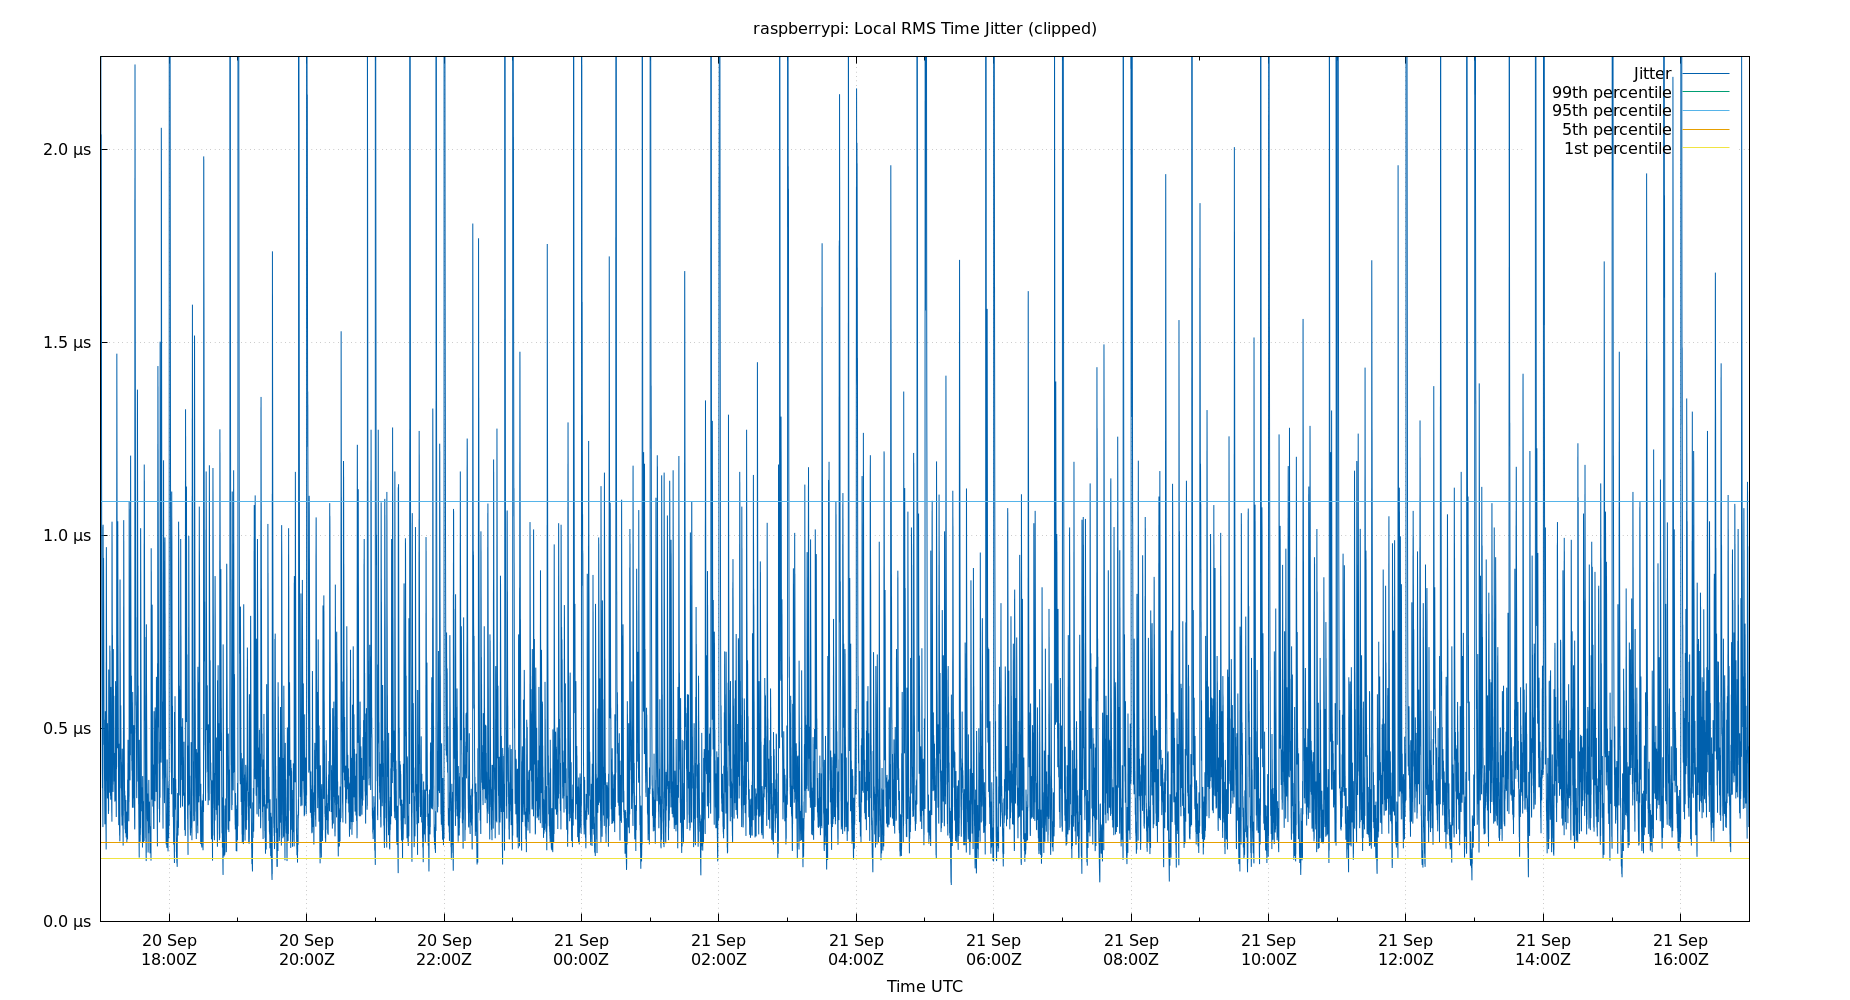 raspberrypi: Local RMS Time Jitter (clipped)
Jitter
99th percentile
95th percentile
5th percentile
1st percentile
2.0 µs
1.5 µs
1.0 µs
0.5 µs
0.0 µs
20 Sep 20 Sep 20 Sep 21 Sep 21 Sep 21 Sep 21 Sep 21 Sep 21 Sep 21 Sep 21 Sep 21 Sep
18:00Z 20:00Z 22:00Z 00:00Z 02:00Z 04:00Z 06:00Z 08:00Z 10:00Z 12:00Z 14:00Z 16:00Z
Time UTC